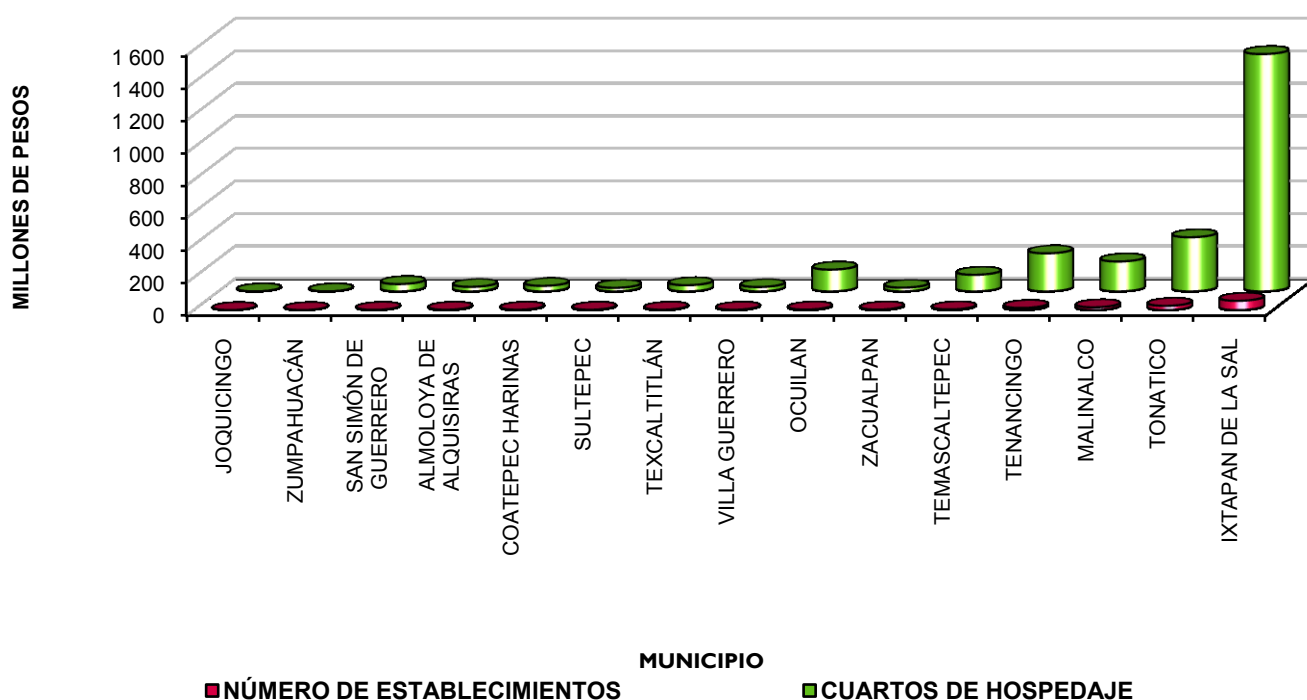 MILLONES DE PESOS
1 600
1 400
1 200
1 000
800
600
400
200
0
JOQUICINGO
ZUMPAHUACÁN
SAN SIMÓN DE
GUERRERO
ALMOLOYA DE
ALQUISIRAS
COATEPEC HARINAS
SULTEPEC
TEXCALTITLÁN
VILLA GUERRERO
OCUILAN
ZACUALPAN
TEMASCALTEPEC
TENANCINGO
MALINALCO
TONATICO
IXTAPAN DE LA SAL
MUNICIPIO
NÚMERO DE ESTABLECIMIENTOS
CUARTOS DE HOSPEDAJE